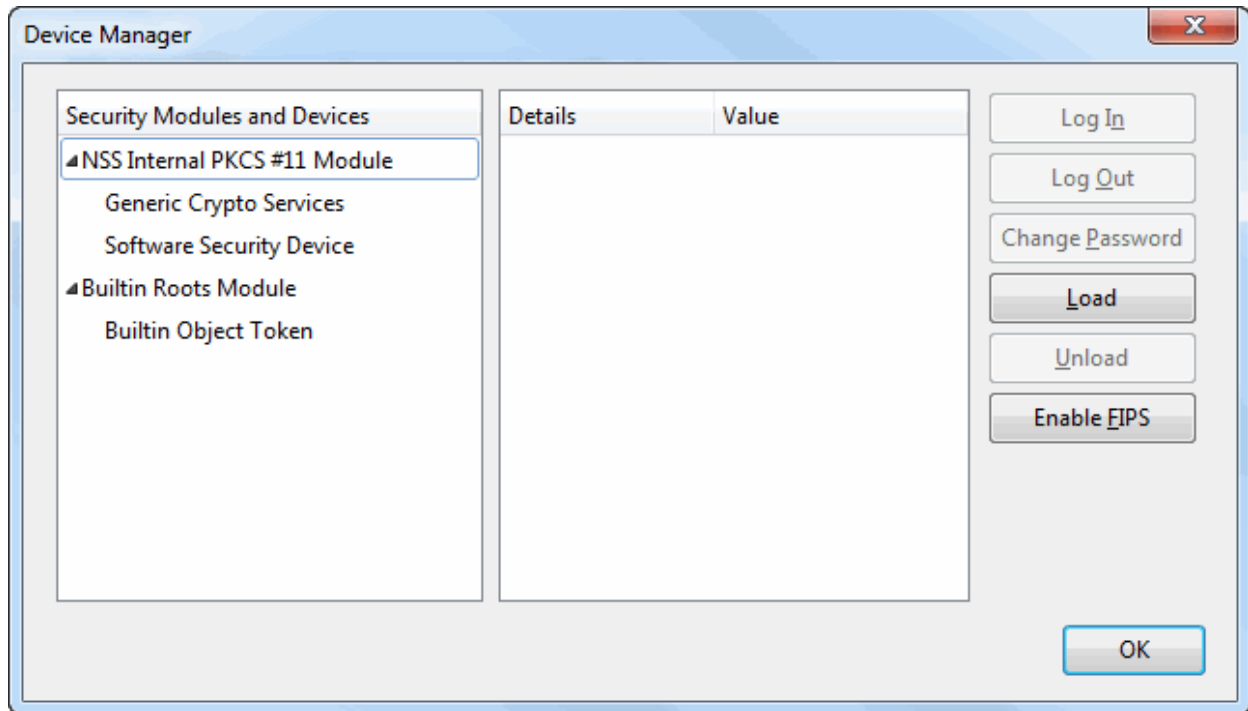 Device Manager
Security Modules and Devices
NSS Internal PKCS #11 Module
Generic Crypto Services
Software Security Device
Builtin Roots Module
Builtin Object Token
Details Value
Log In
Log Out
Change Password
Load
Unload
Enable FIPS
OK